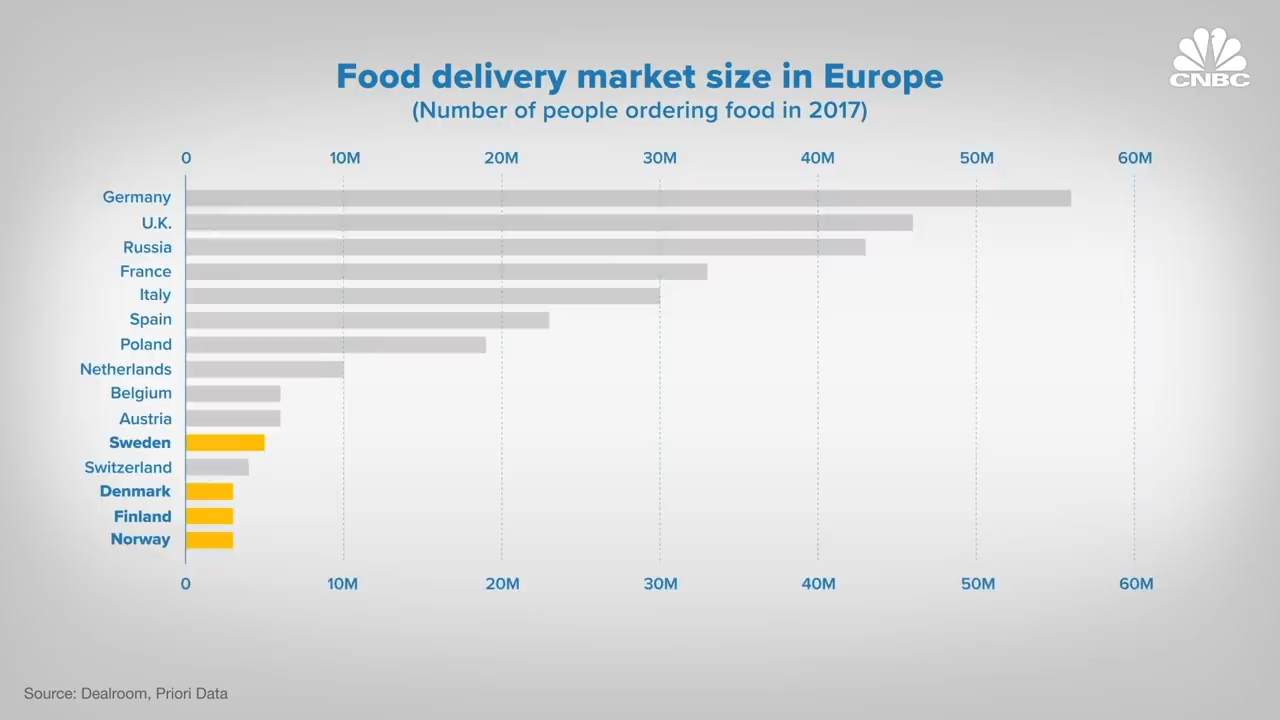 CNBC
Food delivery market size in Europe
(Number of people ordering food in 2017)
0 10M 20M 30M 40M 50M 60M
Germany
U.K.
Russia
France
Italy
Spain
Poland
Netherlands
Belgium
Austria
Sweden
Switzerland
Denmark
Finland
Norway
0 10M 20M 30M 40M 50M 60M
Source: Dealroom, Priori Data